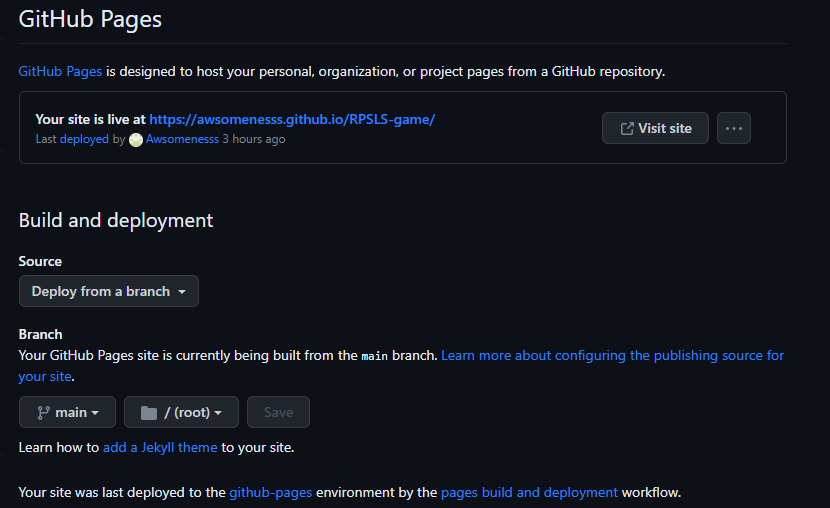 GitHub Pages
GitHub Pages is designed to host your personal, organization, or project pages from a GitHub repository.
Your site is live at https://awsomenesss.github.io/RPSLS-game/
Last deployed by Awsomenesss 3 hours ago
Visit site
Build and deployment
Source
Deploy from a branch
Branch
Your GitHub Pages site is currently being built from the main branch. Learn more about configuring the publishing source for
your site.
main / (root) Save
Learn how to add a Jekyll theme to your site.
Your site was last deployed to the github-pages environment by the pages build and deployment workflow.